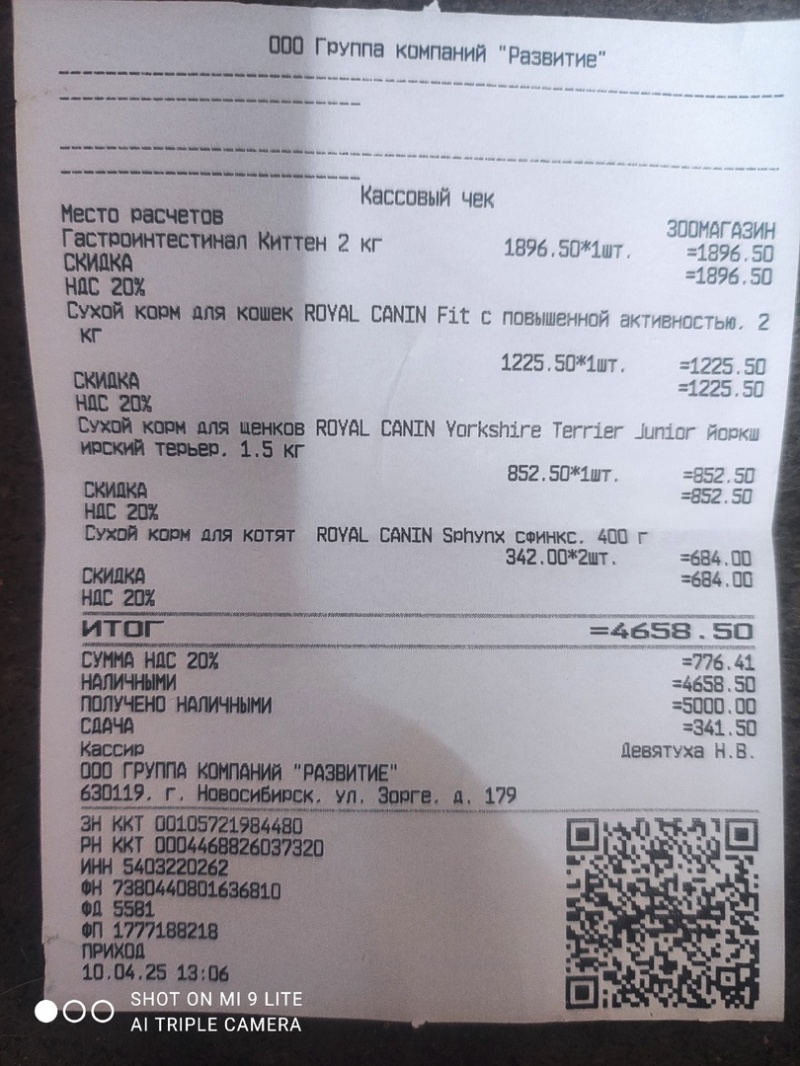 ООО Группа компаний "Развитие"
Кассовый чек
Место расчетов ЗООМАГАЗИН
Гастроинтестинал Киттен 2 кг 1896.50*1шт. =1896.50
СКИДКА =1896.50
НДС 20%
Сухой корм для кошек ROYAL CANIN Fit с повышенной активностью, 2
кг
1225.50*1шт. =1225.50
СКИДКА =1225.50
НДС 20%
Сухой корм для щенков ROYAL CANIN Yorkshire Terrier Junior йоркш
ирский терьер, 1.5 кг
852.50*1шт. =852.50
СКИДКА =852.50
НДС 20%
Сухой корм для котят ROYAL CANIN Sphynx сфинкс, 400 г
342.00*2шт. =684.00
СКИДКА =684.00
НДС 20%
ИТОГ =4658.50
СУММА НДС 20% =776.41
НАЛИЧНЫМИ =4658.50
ПОЛУЧЕНО НАЛИЧНЫМИ =5000.00
СДАЧА =341.50
Кассир Девятуха Н.В.
ООО ГРУППА КОМПАНИЙ "РАЗВИТИЕ"
630119, г. Новосибирск, ул. Зорге, д. 179
ЗН ККТ 00105721984480
РН ККТ 0004468826037320
ИНН 5403220262
ФН 7380440801636810
ФД 5581
ФП 1777188218
ПРИХОД
10.04.25 13:06
SHOT ON MI 9 LITE
AI TRIPLE CAMERA